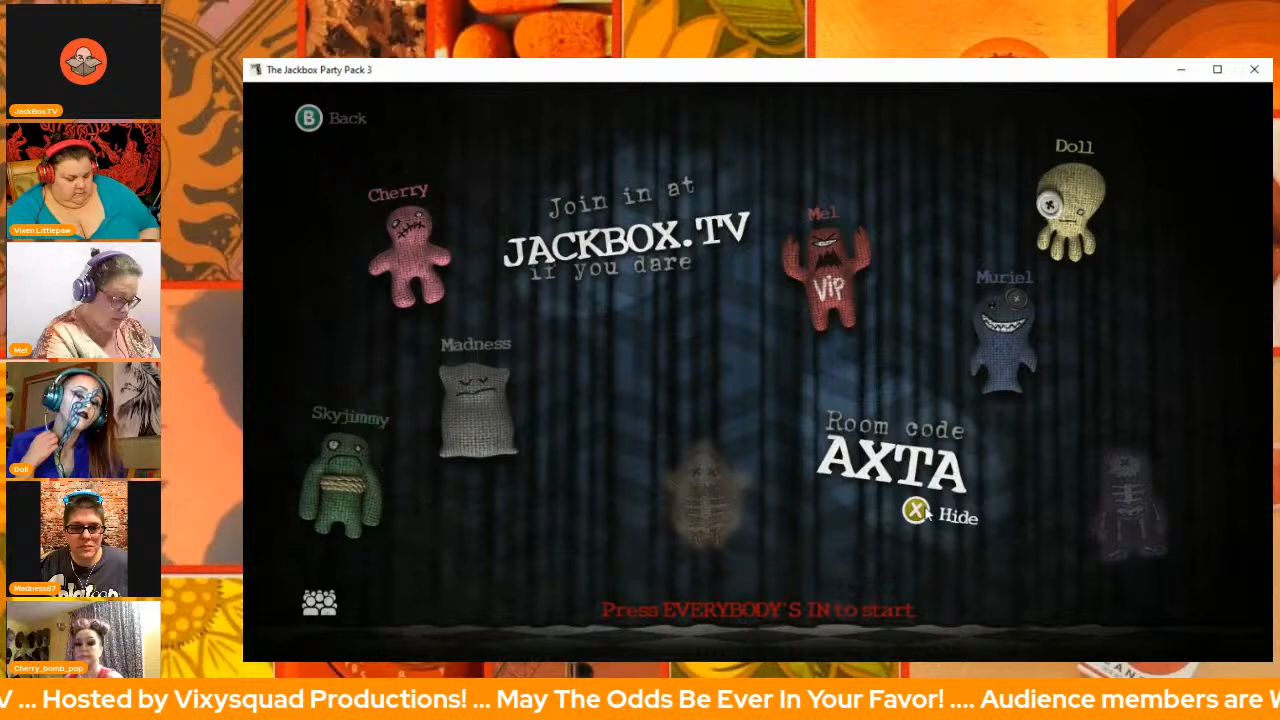 JackBox.TV
Vixen Littlepaw
Mel
Doll
Madness87
Cherry_bomb_pop
The Jackbox Party Pack 3
B Back
Cherry
Join in at
JACKBOX.TV
if you dare
Mel
VIP
Doll
Muriel
Madness
Skyjimmy
Room code
AXTA
X Hide
Press EVERYBODY'S IN to start
V ... Hosted by Vixysquad Productions! ... May The Odds Be Ever In Your Favor! .... Audience members are W